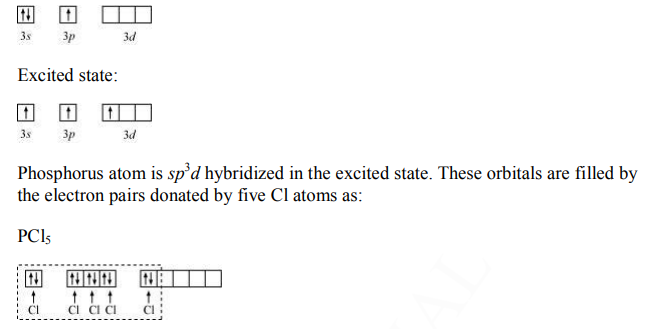 3s 3p 3d
Excited state:
3s 3p 3d
Phosphorus atom is sp³d hybridized in the excited state. These orbitals are filled by
the electron pairs donated by five Cl atoms as:
PCl₅
Cl Cl Cl Cl Cl